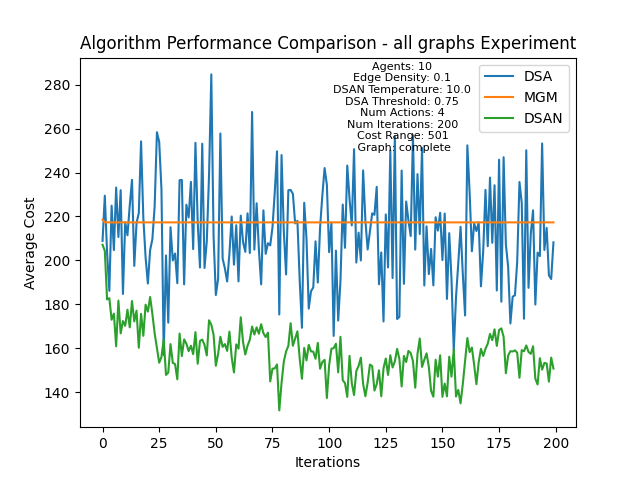 Algorithm Performance Comparison - all graphs Experiment
Agents: 10
Edge Density: 0.1
DSAN Temperature: 10.0
DSA Threshold: 0.75
Num Actions: 4
Num Iterations: 200
Cost Range: 501
Graph: complete
DSA
MGM
DSAN
Average Cost
280
260
240
220
200
180
160
140
0 25 50 75 100 125 150 175 200
Iterations